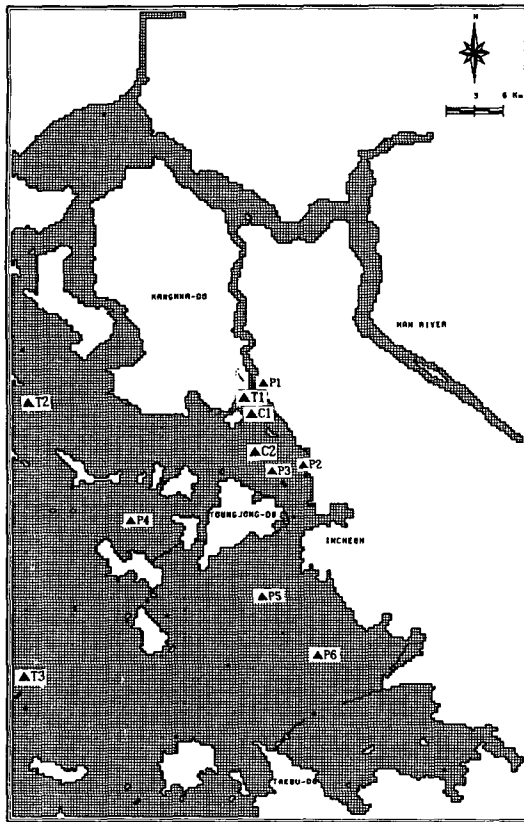 N
3 6 Km
KANGHWA-DO
HAN RIVER
P1
T1
T2
C1
C2
P2
P3
P4
YOUNGJONG-DO
INCHEON
P5
P6
T3
TAEBU-DO